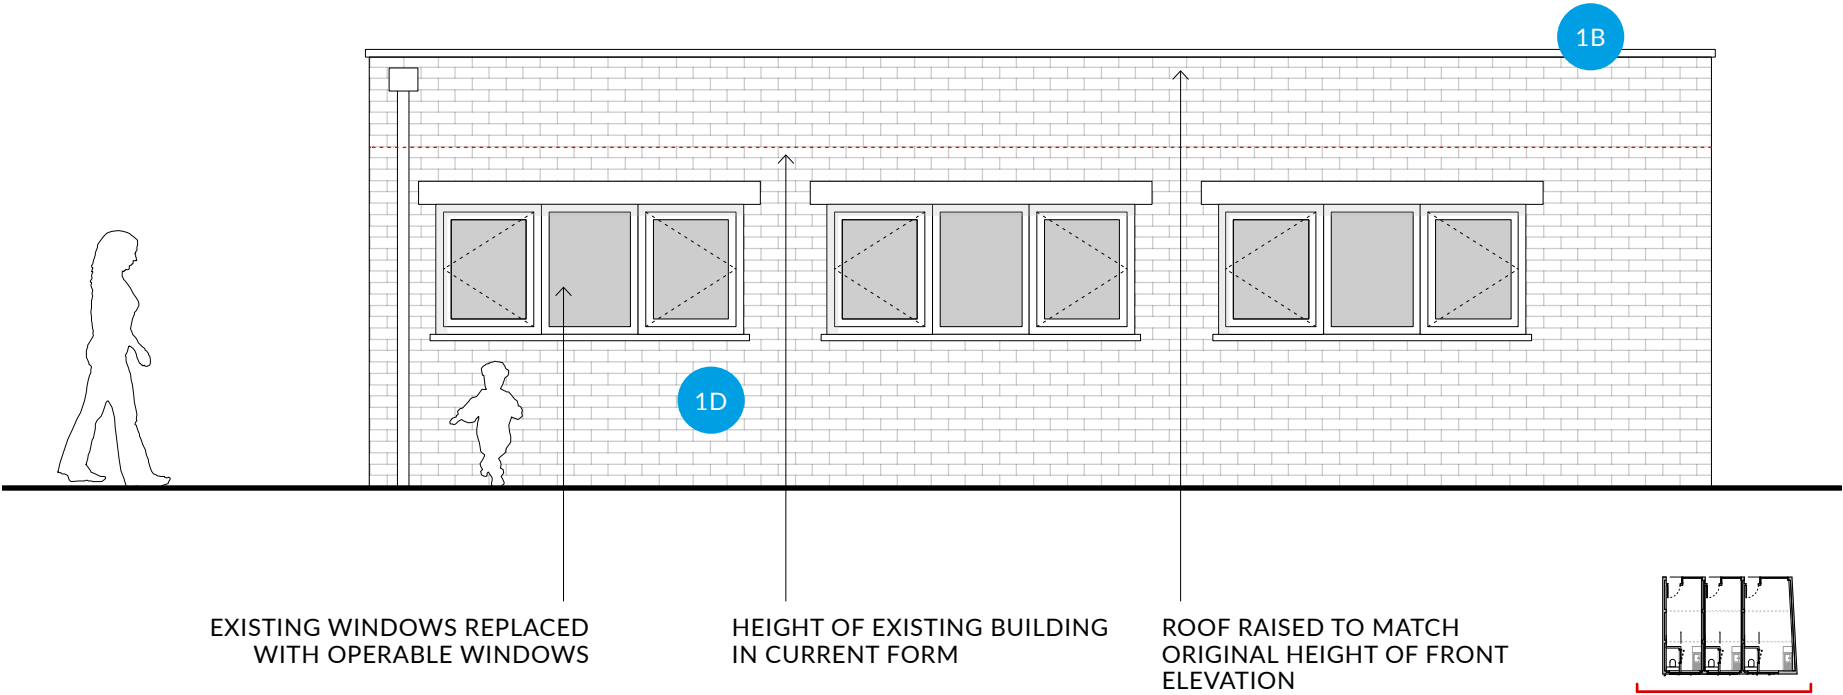 1B
1D
EXISTING WINDOWS REPLACED
WITH OPERABLE WINDOWS
HEIGHT OF EXISTING BUILDING
IN CURRENT FORM
ROOF RAISED TO MATCH
ORIGINAL HEIGHT OF FRONT
ELEVATION